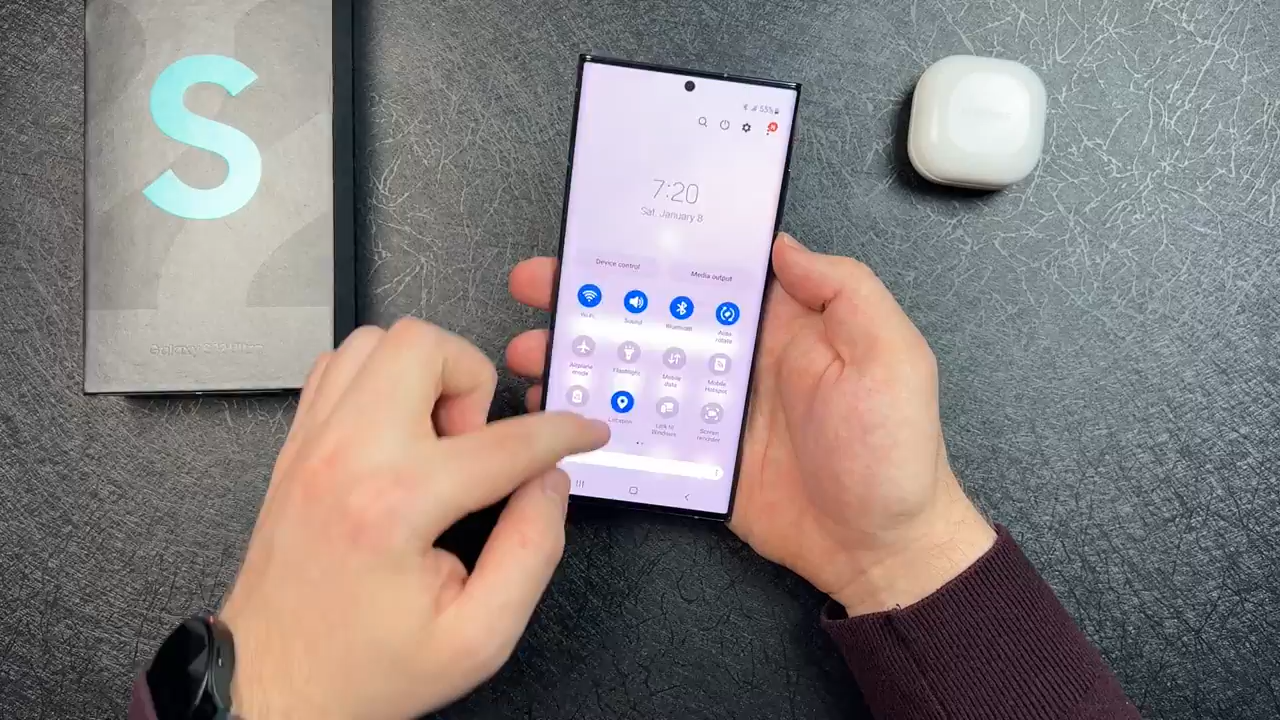 S
55%
7:20
Sat, January 8
Device control
Media output
Wi-Fi
Sound
Bluetooth
Auto
rotate
Airplane
mode
Flashlight
Mobile
data
Mobile
Hotspot
Location
Link to
Windows
Screen
recorder